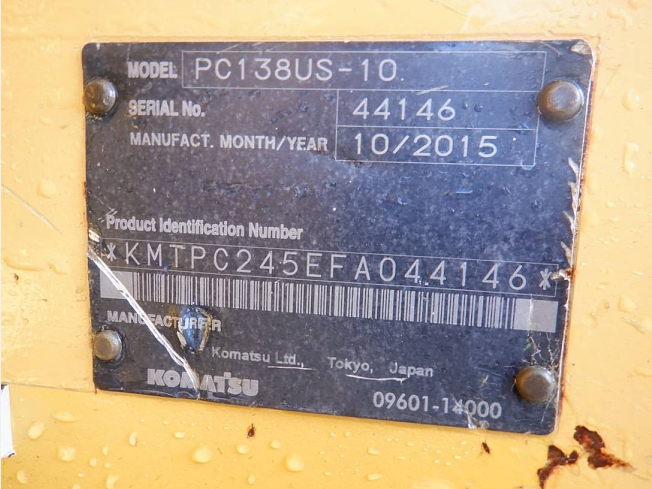 MODEL PC138US-10
SERIAL No. 44146
MANUFACT. MONTH/YEAR 10/2015
Product Identification Number
*KMTPC245EFA044146*
MANUFACTURER
Komatsu Ltd., Tokyo, Japan
KOMATSU
09601-14000